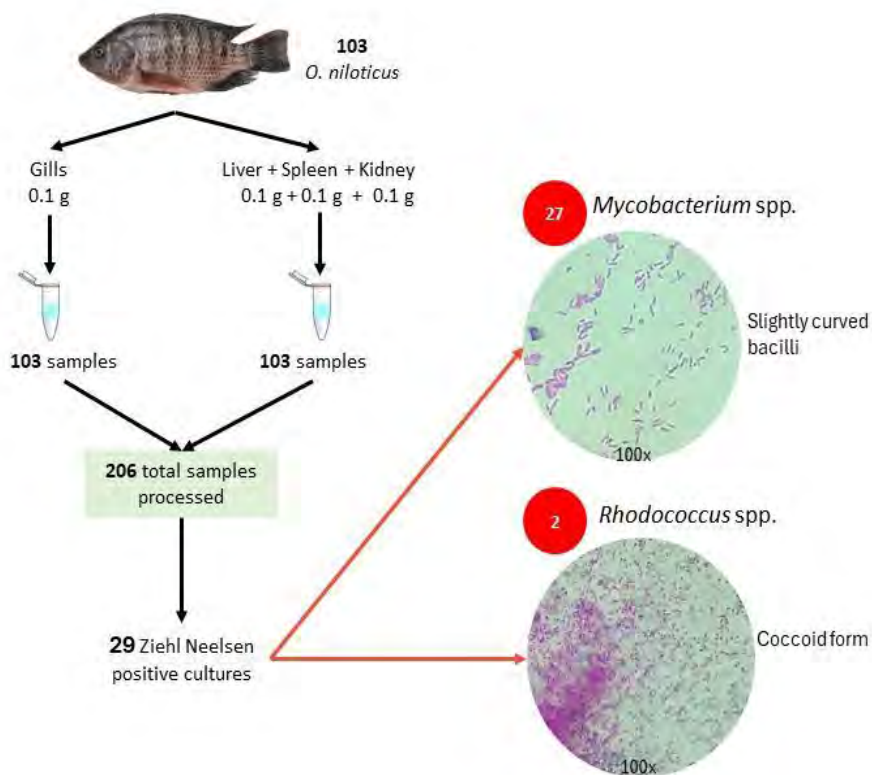 103
O. niloticus
Gills
0.1 g
Liver + Spleen + Kidney
0.1 g + 0.1 g + 0.1 g
103 samples
103 samples
206 total samples
processed
29 Ziehl Neelsen
positive cultures
27
Mycobacterium spp.
Slightly curved
bacilli
100x
2
Rhodococcus spp.
Coccoid form
100x